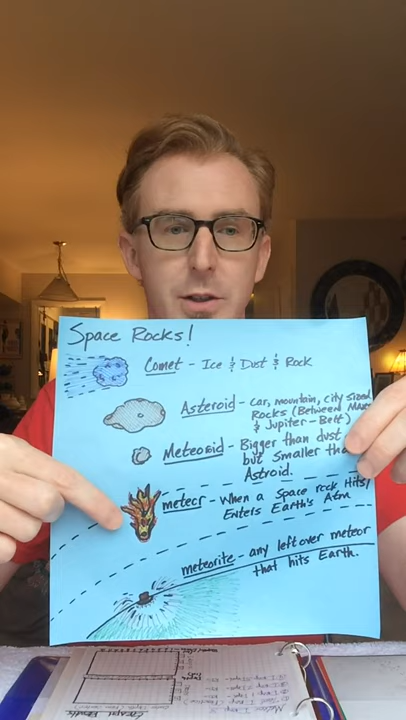 Space Rocks!
Comet - Ice & Dust & Rock
Asteroid - Car, mountain, city sized
Rocks (Between Mars
& Jupiter - Belt)
Meteoroid - Bigger than dust
but Smaller than
Astroid.
meteor - When a Space rock Hits/
Enters Earth's Atm
meteorite - any left over meteor
that hits Earth.